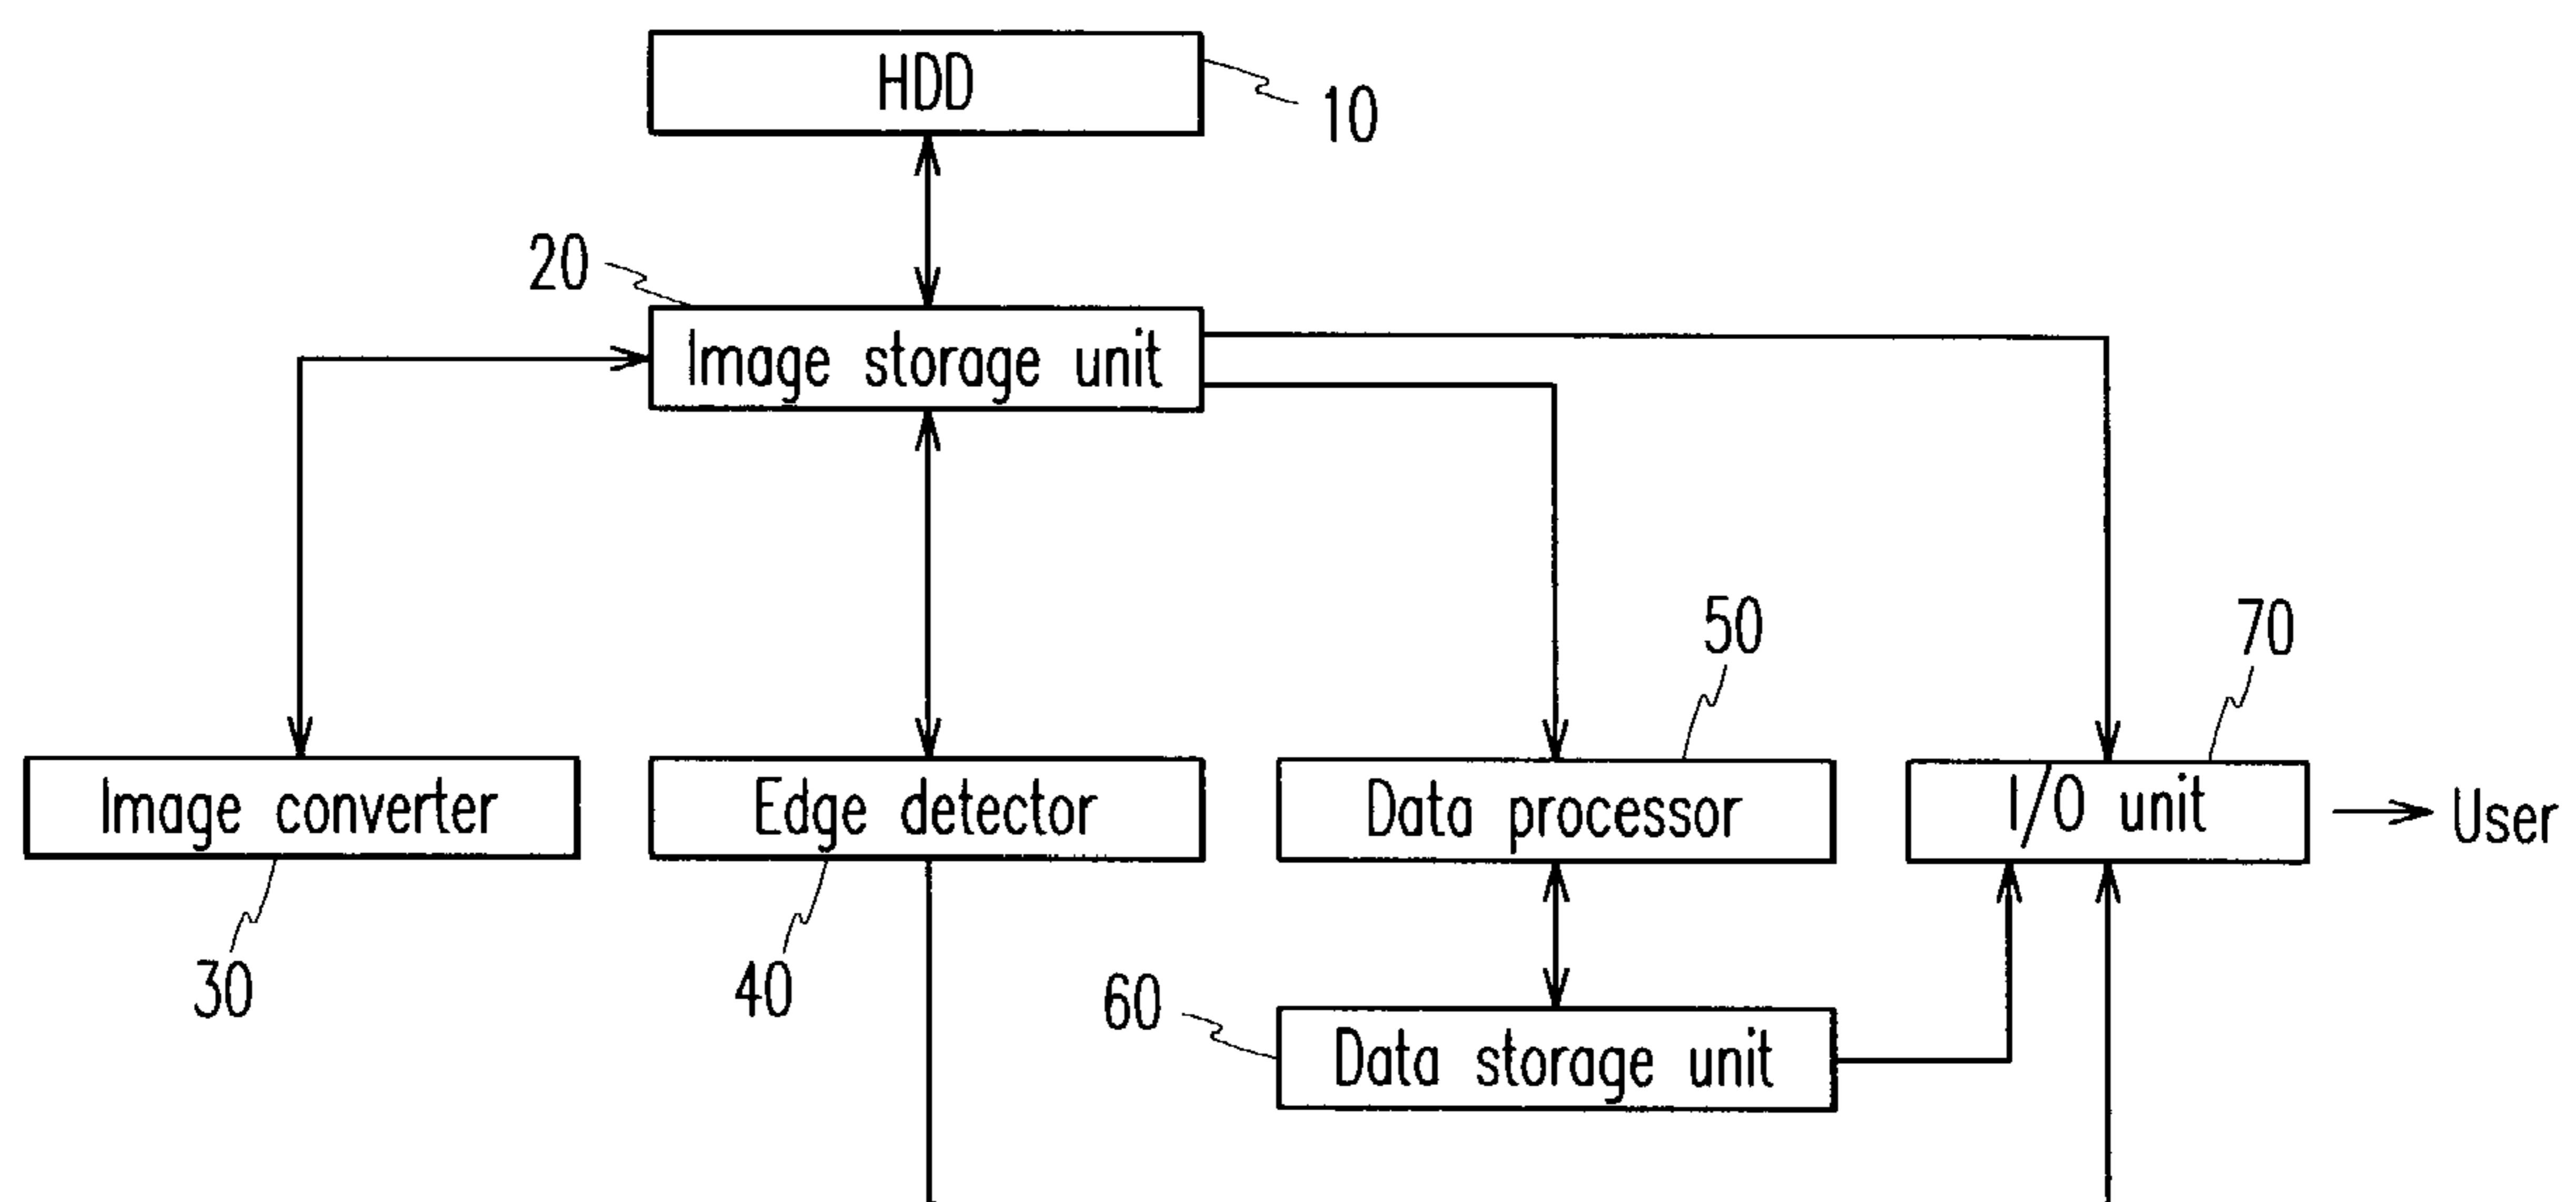 HDD
10
20
Image storage unit
50
70
Image converter
Edge detector
Data processor
I/O unit
User
30
40
60
Data storage unit